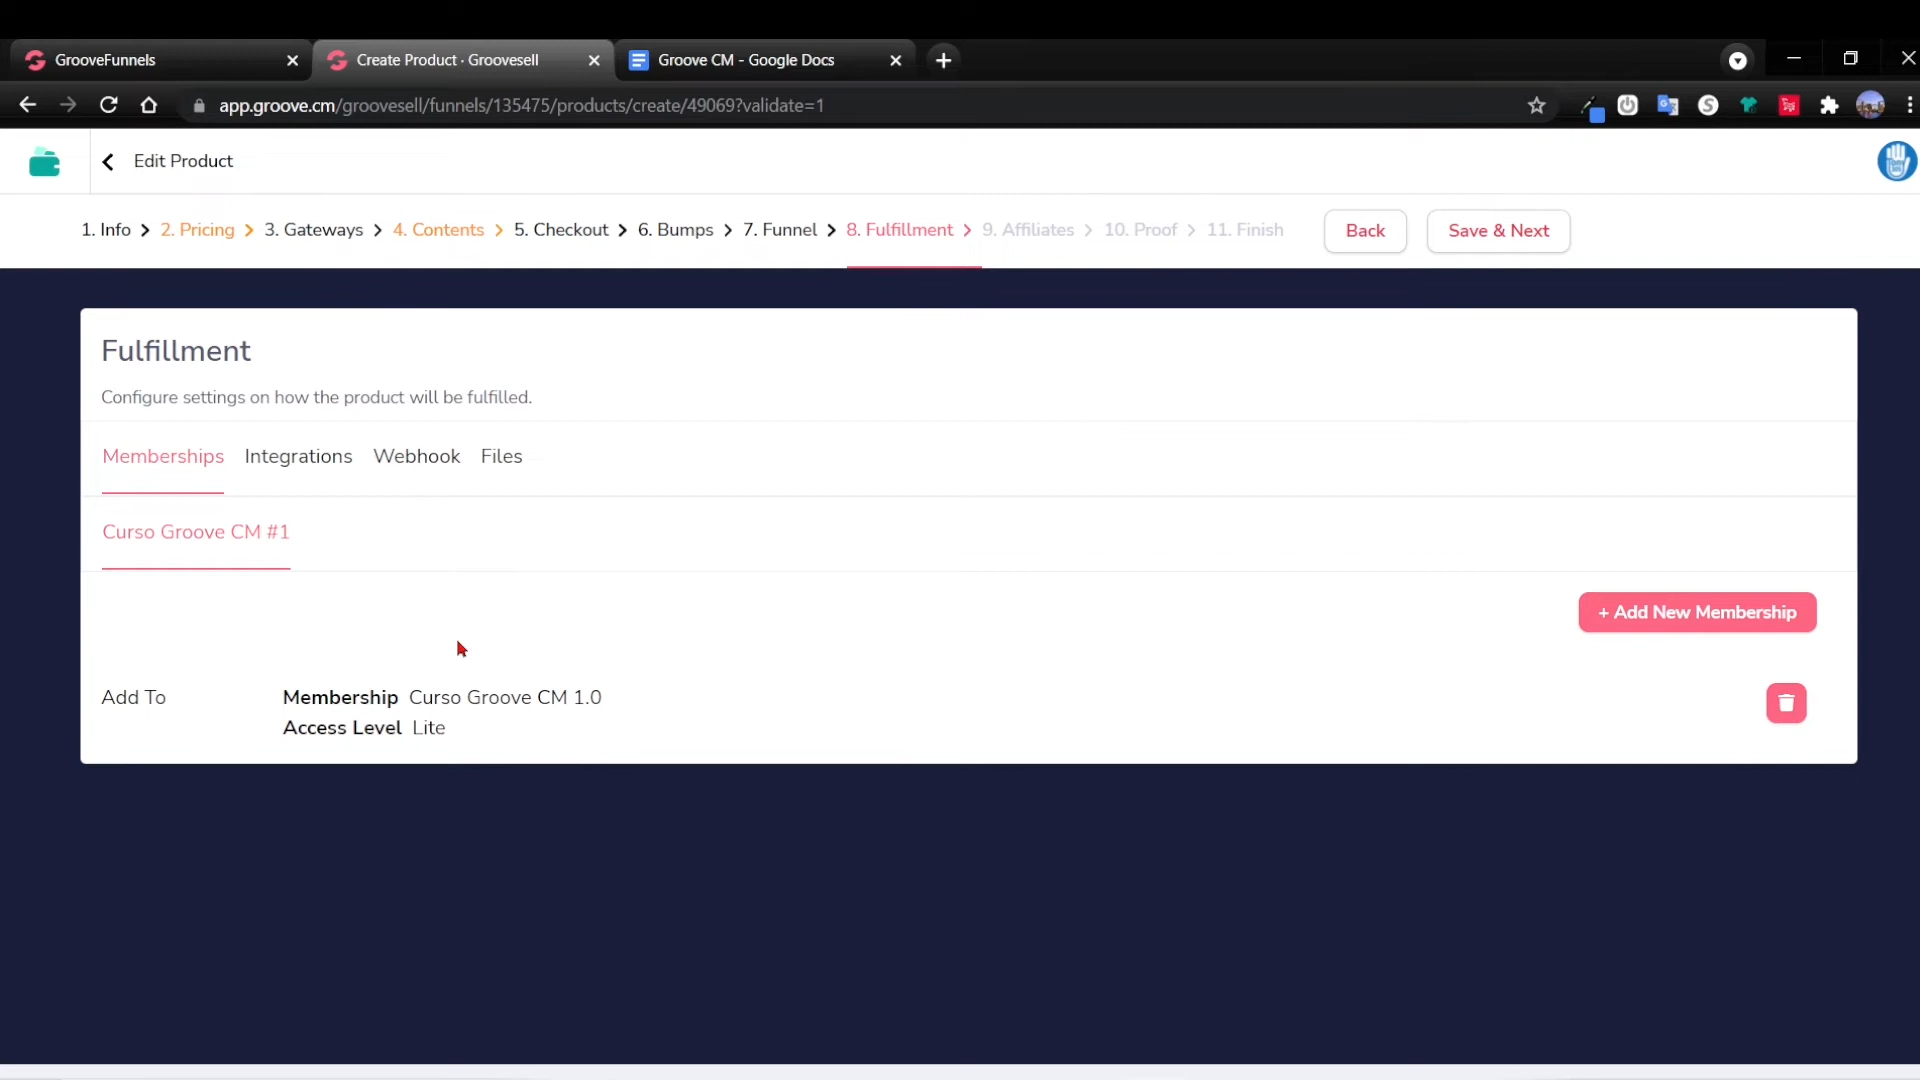 GrooveFunnels
Create Product · Groovesell
Groove CM - Google Docs
app.groove.cm/groovesell/funnels/135475/products/create/49069?validate=1
Edit Product
1. Info > 2. Pricing > 3. Gateways > 4. Contents > 5. Checkout > 6. Bumps > 7. Funnel > 8. Fulfillment > 9. Affiliates > 10. Proof > 11. Finish
Back
Save & Next
Fulfillment
Configure settings on how the product will be fulfilled.
Memberships Integrations Webhook Files
Curso Groove CM #1
+ Add New Membership
Add To
Membership Curso Groove CM 1.0
Access Level Lite